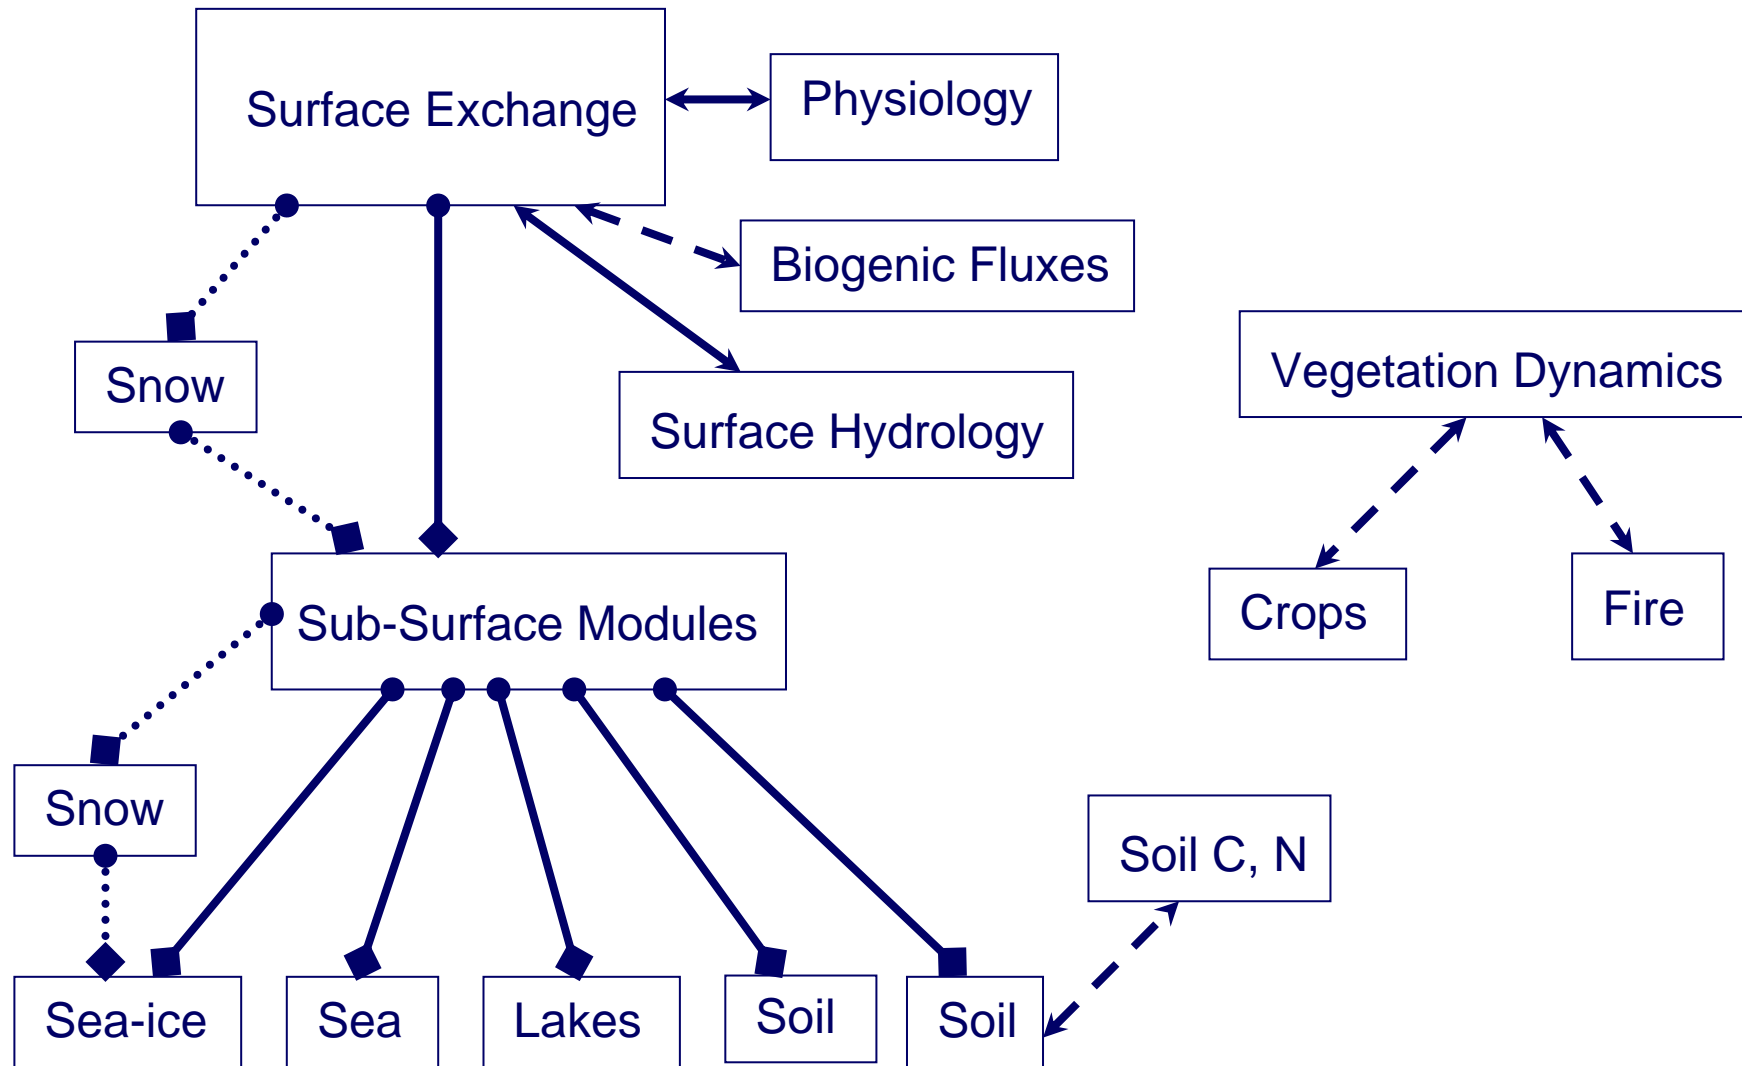 Surface Exchange
Physiology
Biogenic Fluxes
Snow
Surface Hydrology
Vegetation Dynamics
Sub-Surface Modules
Crops
Fire
Snow
Soil C, N
Sea-ice
Sea
Lakes
Soil
Soil